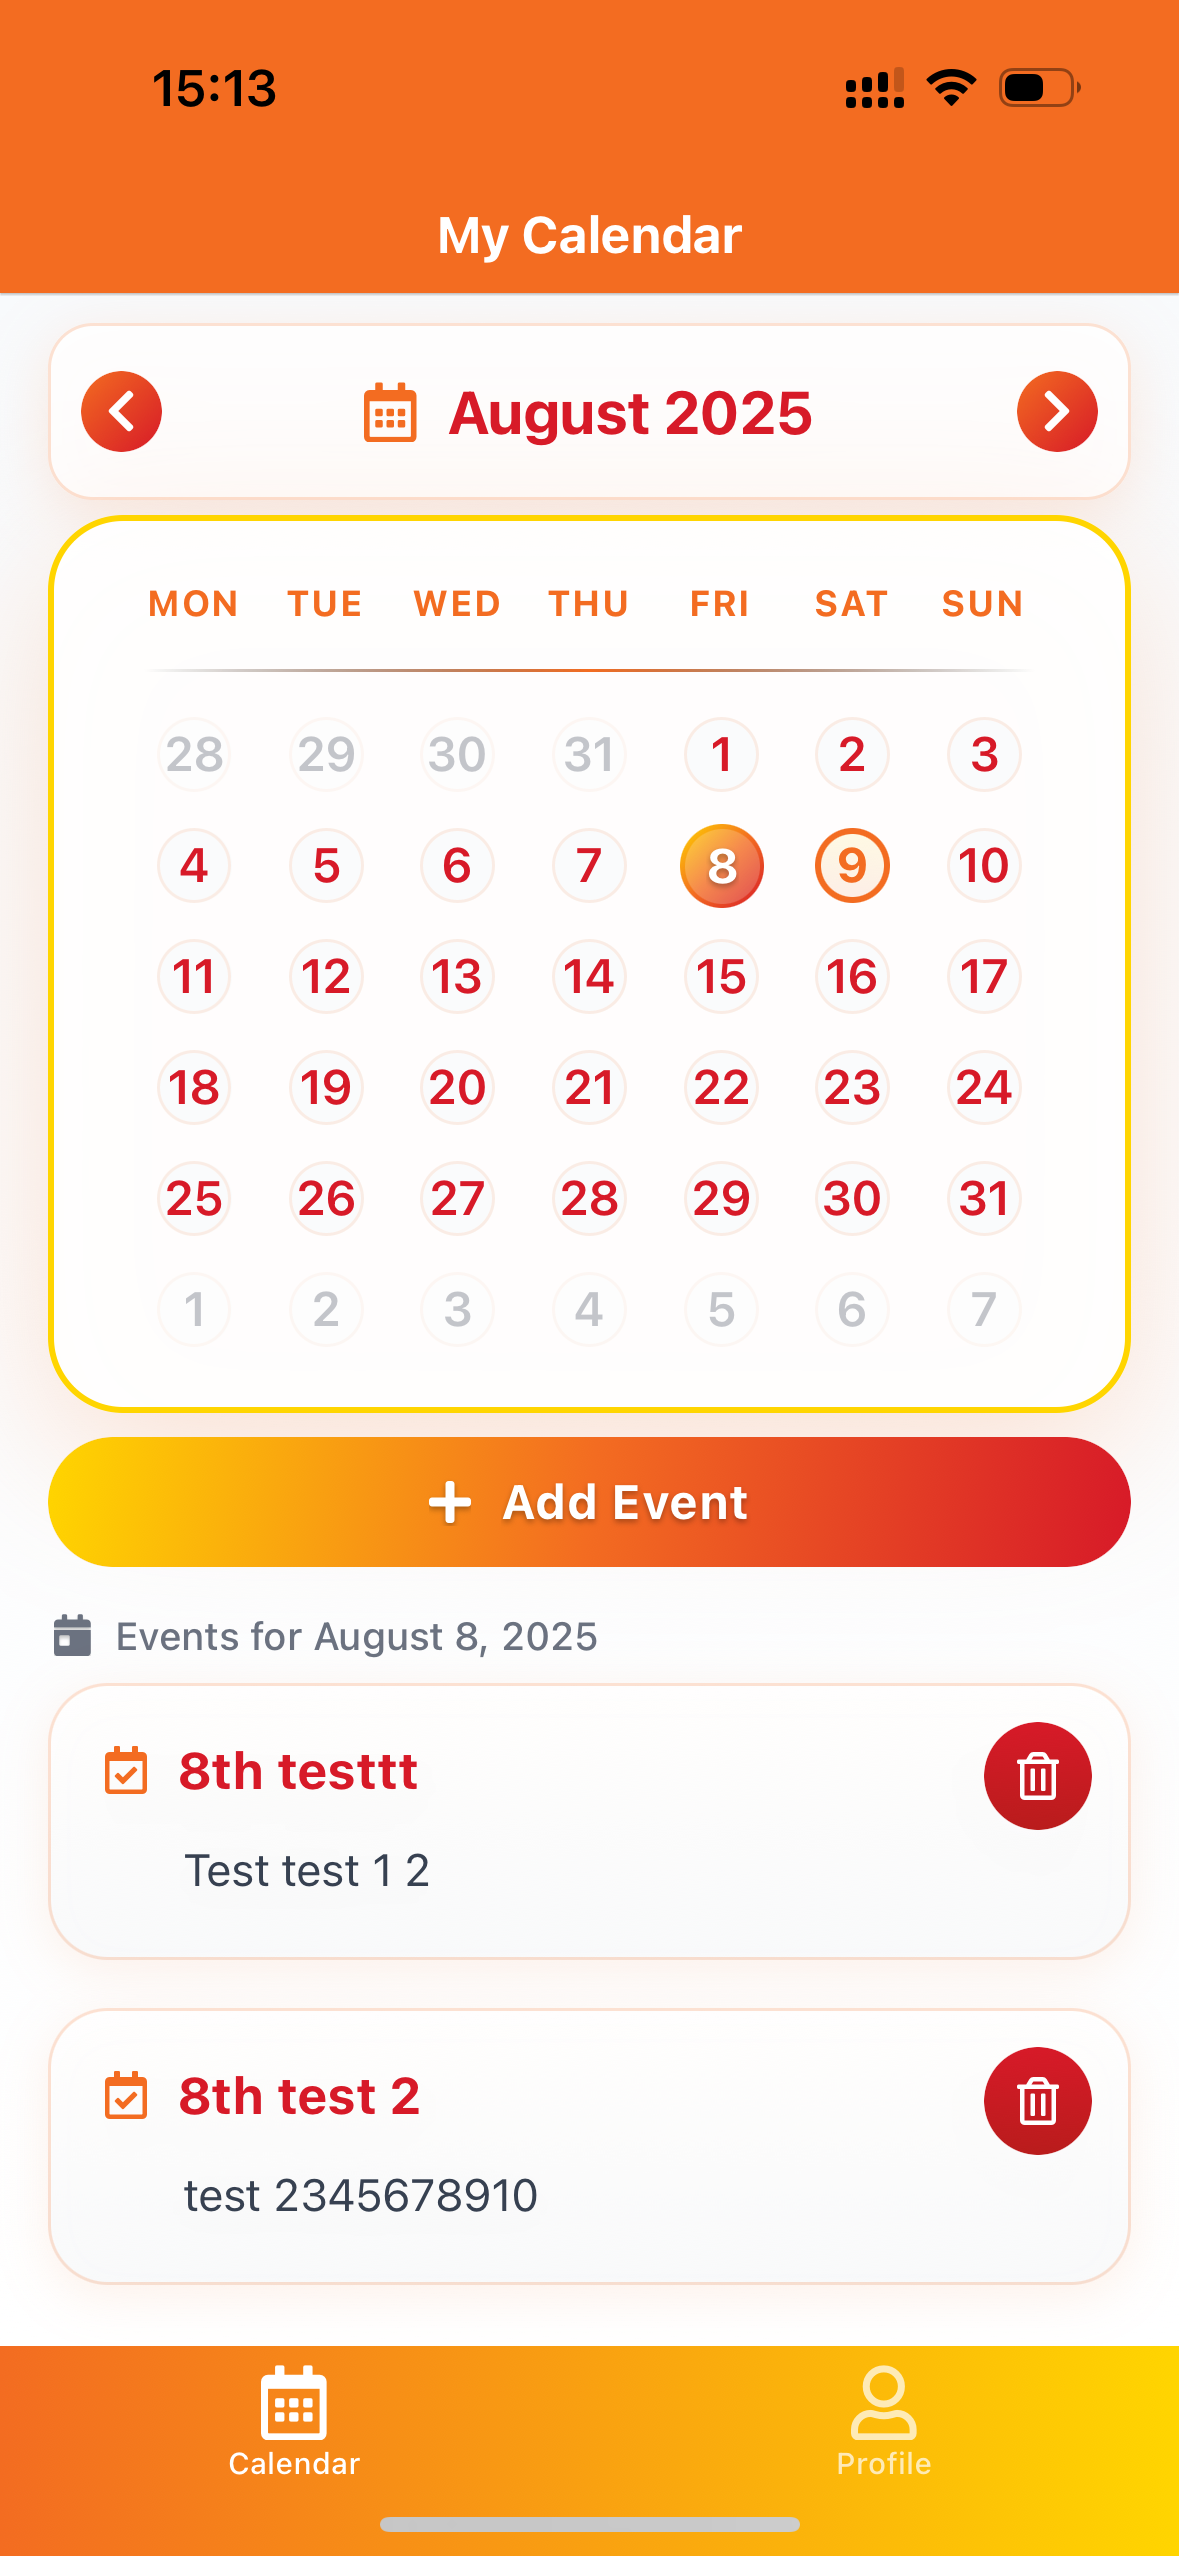 15:13
My Calendar
August 2025
MON TUE WED THU FRI SAT SUN
28 29 30 31 1 2 3
4 5 6 7 8 9 10
11 12 13 14 15 16 17
18 19 20 21 22 23 24
25 26 27 28 29 30 31
1 2 3 4 5 6 7
Add Event
Events for August 8, 2025
8th testtt
Test test 1 2
8th test 2
test 2345678910
Calendar Profile